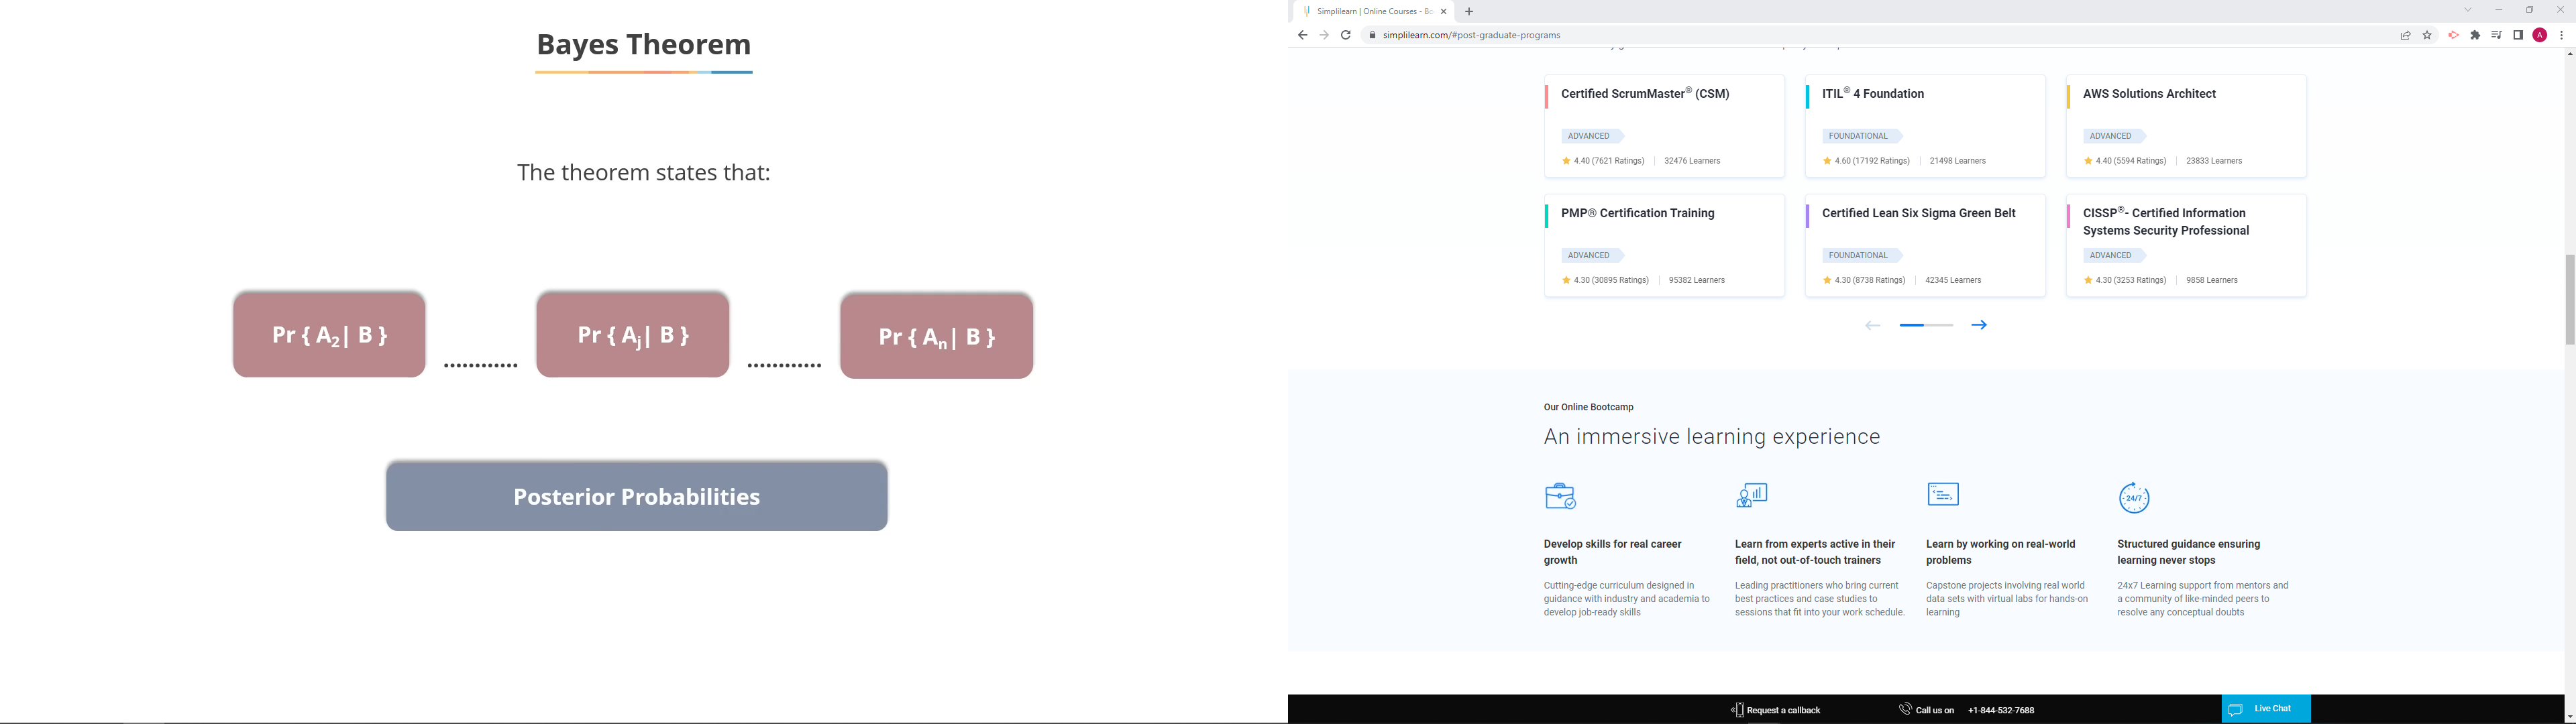 Bayes Theorem
The theorem states that:
Pr { A₂ | B } ............ Pr { Aⱼ | B } ............ Pr { Aₙ | B }
Posterior Probabilities
Simplilearn | Online Courses - Bo
simplilearn.com/#post-graduate-programs
A
Certified ScrumMaster® (CSM)
ADVANCED
4.40 (7621 Ratings) | 32476 Learners
ITIL® 4 Foundation
FOUNDATIONAL
4.60 (17192 Ratings) | 21498 Learners
AWS Solutions Architect
ADVANCED
4.40 (5594 Ratings) | 23833 Learners
PMP® Certification Training
ADVANCED
4.30 (30895 Ratings) | 95382 Learners
Certified Lean Six Sigma Green Belt
FOUNDATIONAL
4.30 (8738 Ratings) | 42345 Learners
CISSP®- Certified Information
Systems Security Professional
ADVANCED
4.30 (3253 Ratings) | 9858 Learners
Our Online Bootcamp
An immersive learning experience
Develop skills for real career
growth
Cutting-edge curriculum designed in
guidance with industry and academia to
develop job-ready skills
Learn from experts active in their
field, not out-of-touch trainers
Leading practitioners who bring current
best practices and case studies to
sessions that fit into your work schedule.
Learn by working on real-world
problems
Capstone projects involving real world
data sets with virtual labs for hands-on
learning
24/7
Structured guidance ensuring
learning never stops
24x7 Learning support from mentors and
a community of like-minded peers to
resolve any conceptual doubts
Request a callback
Call us on +1-844-532-7688
Live Chat